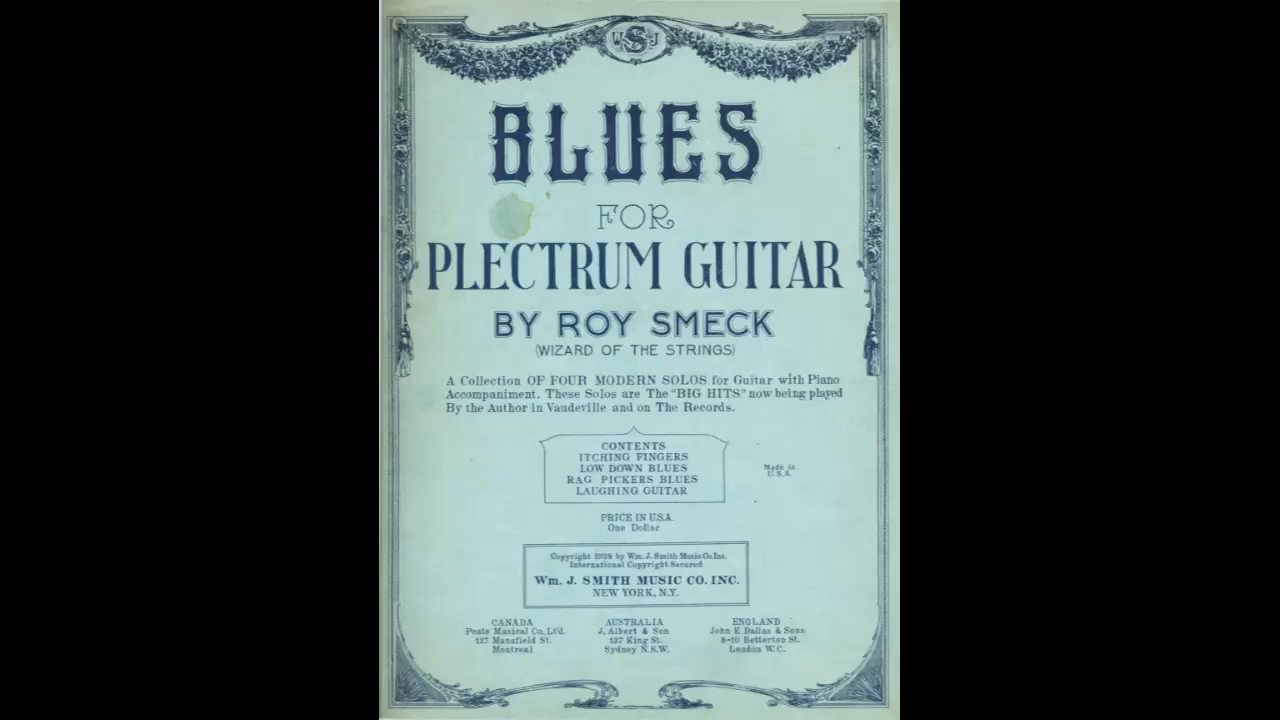 WSJ
BLUES
FOR
PLECTRUM GUITAR
BY ROY SMECK
(WIZARD OF THE STRINGS)
A Collection OF FOUR MODERN SOLOS for Guitar with Piano
Accompaniment. These Solos are The "BIG HITS" now being played
By the Author in Vaudeville and on The Records.
CONTENTS
ITCHING FINGERS
LOW DOWN BLUES
RAG PICKERS BLUES
LAUGHING GUITAR
Made in
U.S.A.
PRICE IN U.S.A.
One Dollar
Copyright 1928 by Wm. J. Smith Music Co. Inc.
International Copyright Secured
Wm. J. SMITH MUSIC CO. INC.
NEW YORK, N.Y.
CANADA
Peate Musical Co. Lt'd.
127 Mansfield St.
Montreal
AUSTRALIA
J. Albert & Son
137 King St.
Sydney N.S.W.
ENGLAND
John E. Dallas & Sons
6-10 Betterton St.
London W.C.